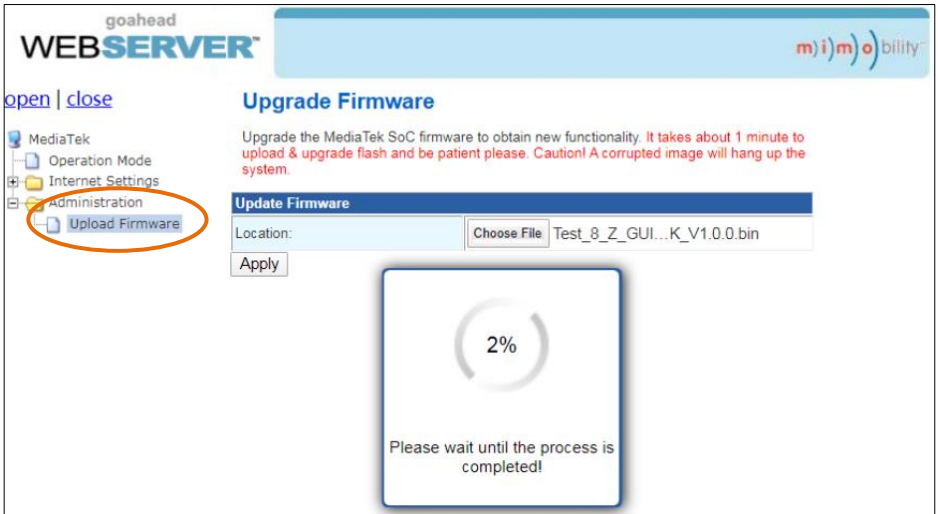 goahead
WEBSERVER™
m)i)m)o)bility™
open | close
MediaTek
Operation Mode
Internet Settings
Administration
Upload Firmware
Upgrade Firmware
Upgrade the MediaTek SoC firmware to obtain new functionality. It takes about 1 minute to
upload & upgrade flash and be patient please. Caution! A corrupted image will hang up the
system.
Update Firmware
Location: Choose File Test_8_Z_GUI...K_V1.0.0.bin
Apply
2%
Please wait until the process is
completed!